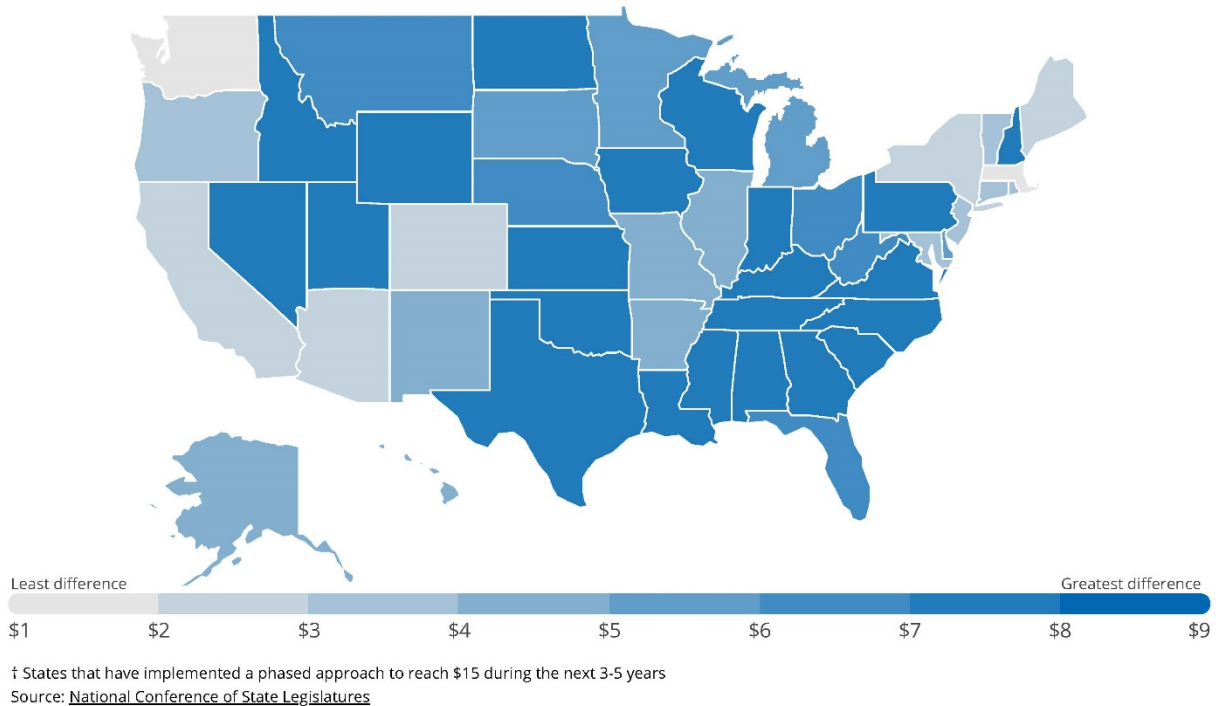 Least difference
Greatest difference
$1 $2 $3 $4 $5 $6 $7 $8 $9
† States that have implemented a phased approach to reach $15 during the next 3-5 years
Source: National Conference of State Legislatures